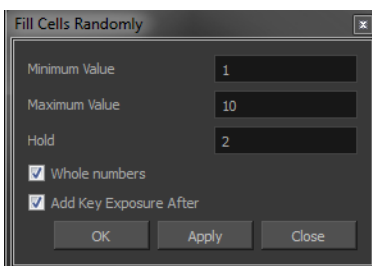 Fill Cells Randomly
Minimum Value 1
Maximum Value 10
Hold 2
Whole numbers
Add Key Exposure After
OK Apply Close